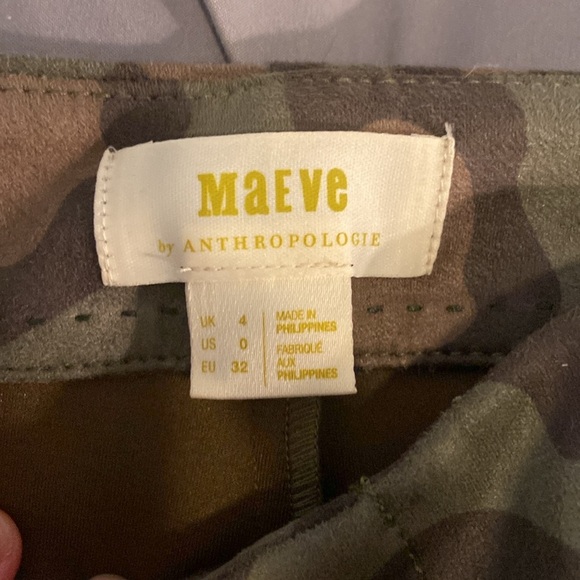 MaEve
by ANTHROPOLOGIE
UK 4
US 0
EU 32
MADE IN
PHILIPPINES
FABRIQUÉ
AUX
PHILIPPINES